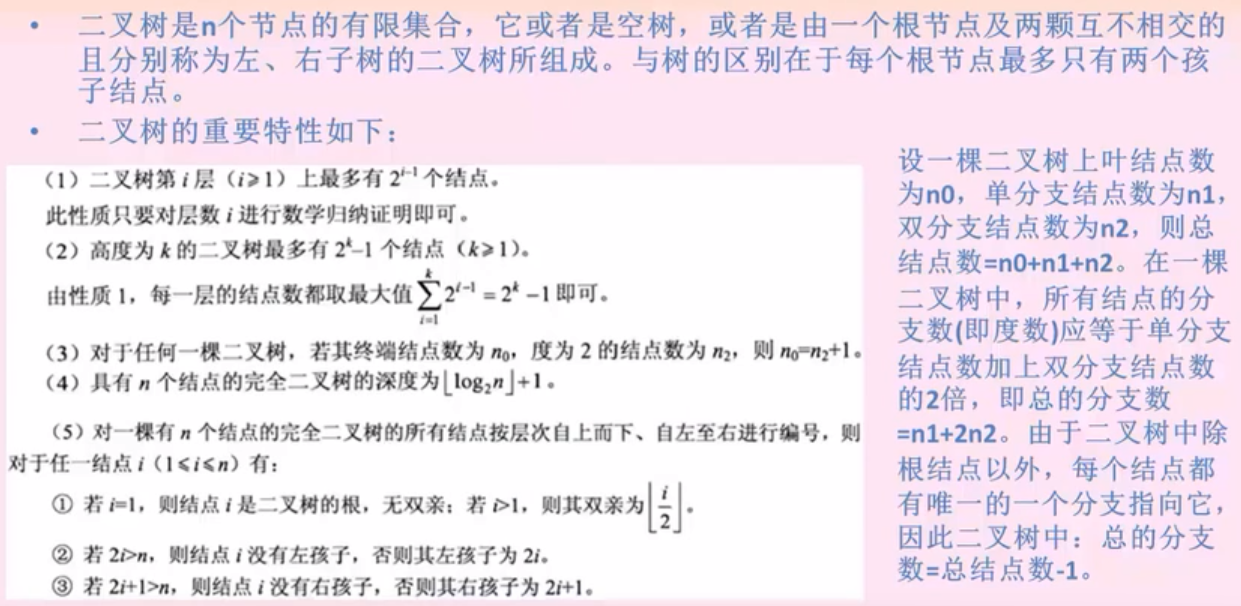 • 二叉树是n个节点的有限集合，它或者是空树，或者是由一个根节点及两颗互不相交的
且分别称为左、右子树的二叉树所组成。与树的区别在于每个根节点最多只有两个孩
子结点。
• 二叉树的重要特性如下：
（1）二叉树第 i 层（i≥1）上最多有 2^{i-1} 个结点。
此性质只要对层数 i 进行数学归纳证明即可。
（2）高度为 k 的二叉树最多有 2^k–1 个结点（k≥1）。
由性质 1，每一层的结点数都取最大值 \sum_{i=1}^{k} 2^{i-1} = 2^k −1 即可。
（3）对于任何一棵二叉树，若其终端结点数为 n₀，度为 2 的结点数为 n₂，则 n₀=n₂+1。
（4）具有 n 个结点的完全二叉树的深度为⌊log₂n⌋+1。
（5）对一棵有 n 个结点的完全二叉树的所有结点按层次自上而下、自左至右进行编号，则
对于任一结点 i（1≤i≤n）有：
① 若 i=1，则结点 i 是二叉树的根，无双亲；若 i>1，则其双亲为⌊i/2⌋。
② 若 2i>n，则结点 i 没有左孩子，否则其左孩子为 2i。
③ 若 2i+1>n，则结点 i 没有右孩子，否则其右孩子为 2i+1。
设一棵二叉树上叶结点数
为n0，单分支结点数为n1，
双分支结点数为n2，则总
结点数=n0+n1+n2。在一棵
二叉树中，所有结点的分
支数(即度数)应等于单分支
结点数加上双分支结点数
的2倍，即总的分支数
=n1+2n2。由于二叉树中除
根结点以外，每个结点都
有唯一的一个分支指向它，
因此二叉树中：总的分支
数=总结点数-1。